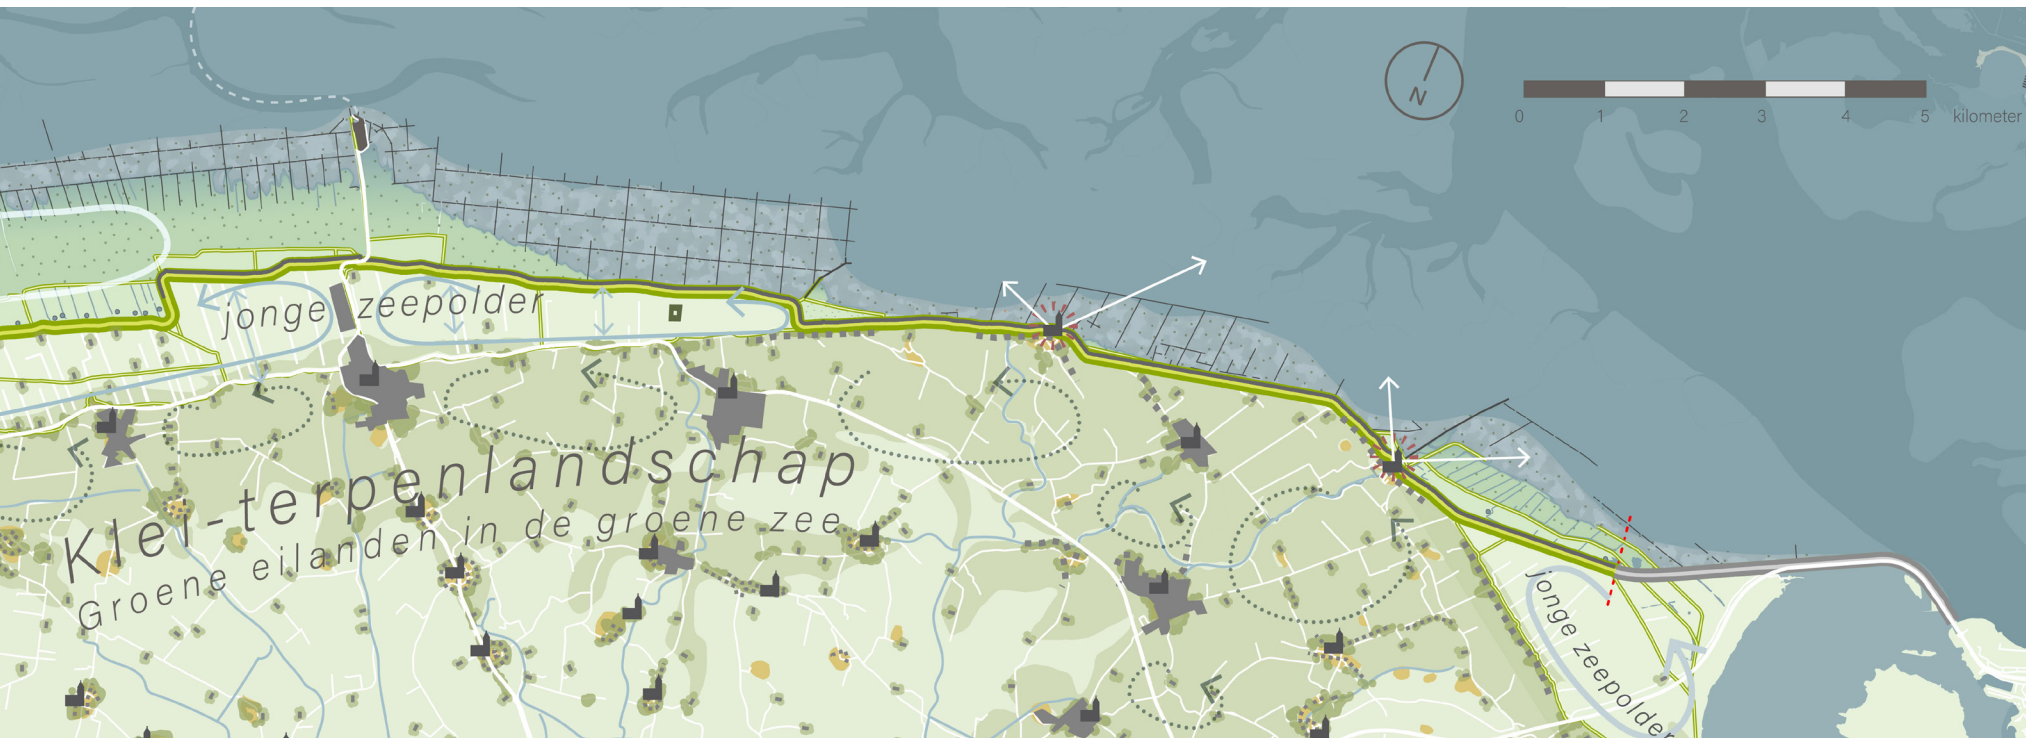 N
0 1 2 3 4 5 kilometer
jonge zeepolder
Klei-terpenlandschap
Groene eilanden in de groene zee
jonge zeepolder